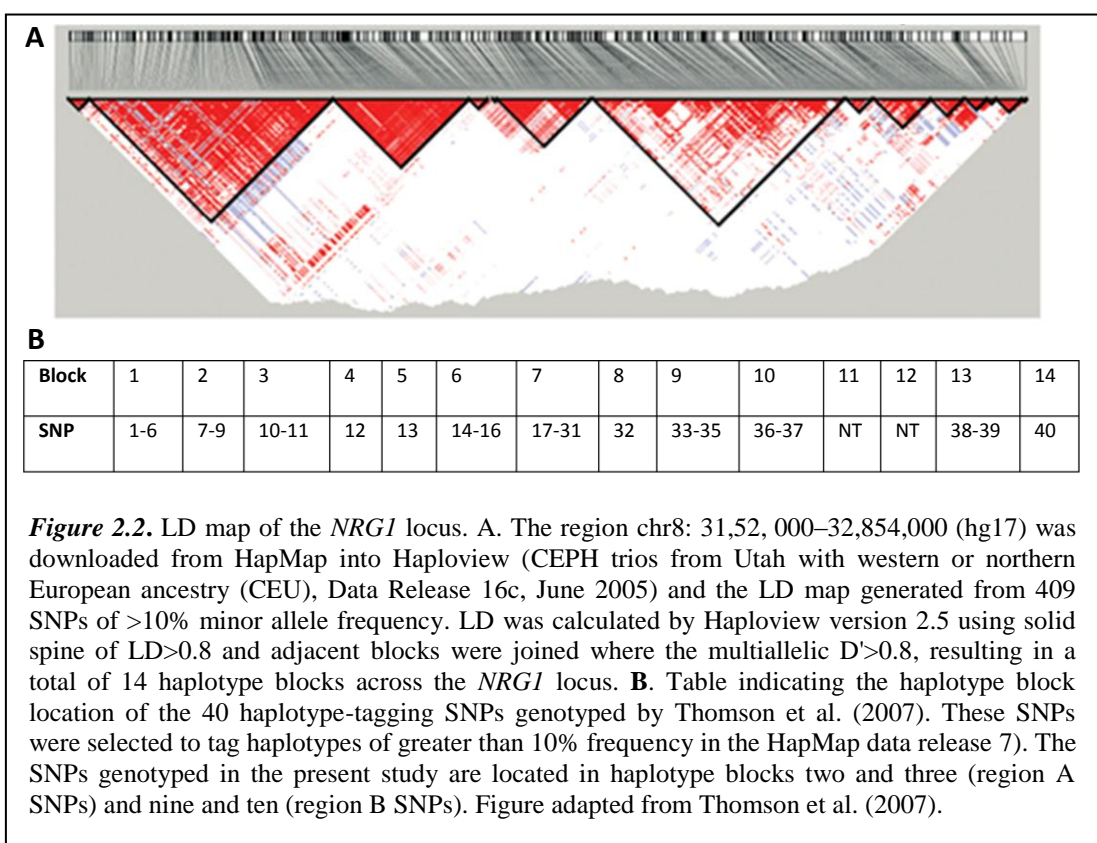 A
B
Block 1 2 3 4 5 6 7 8 9 10 11 12 13 14
SNP 1-6 7-9 10-11 12 13 14-16 17-31 32 33-35 36-37 NT NT 38-39 40
Figure 2.2. LD map of the NRG1 locus. A. The region chr8: 31,52, 000–32,854,000 (hg17) was
downloaded from HapMap into Haploview (CEPH trios from Utah with western or northern
European ancestry (CEU), Data Release 16c, June 2005) and the LD map generated from 409
SNPs of >10% minor allele frequency. LD was calculated by Haploview version 2.5 using solid
spine of LD>0.8 and adjacent blocks were joined where the multiallelic D'>0.8, resulting in a
total of 14 haplotype blocks across the NRG1 locus. B. Table indicating the haplotype block
location of the 40 haplotype-tagging SNPs genotyped by Thomson et al. (2007). These SNPs
were selected to tag haplotypes of greater than 10% frequency in the HapMap data release 7). The
SNPs genotyped in the present study are located in haplotype blocks two and three (region A
SNPs) and nine and ten (region B SNPs). Figure adapted from Thomson et al. (2007).